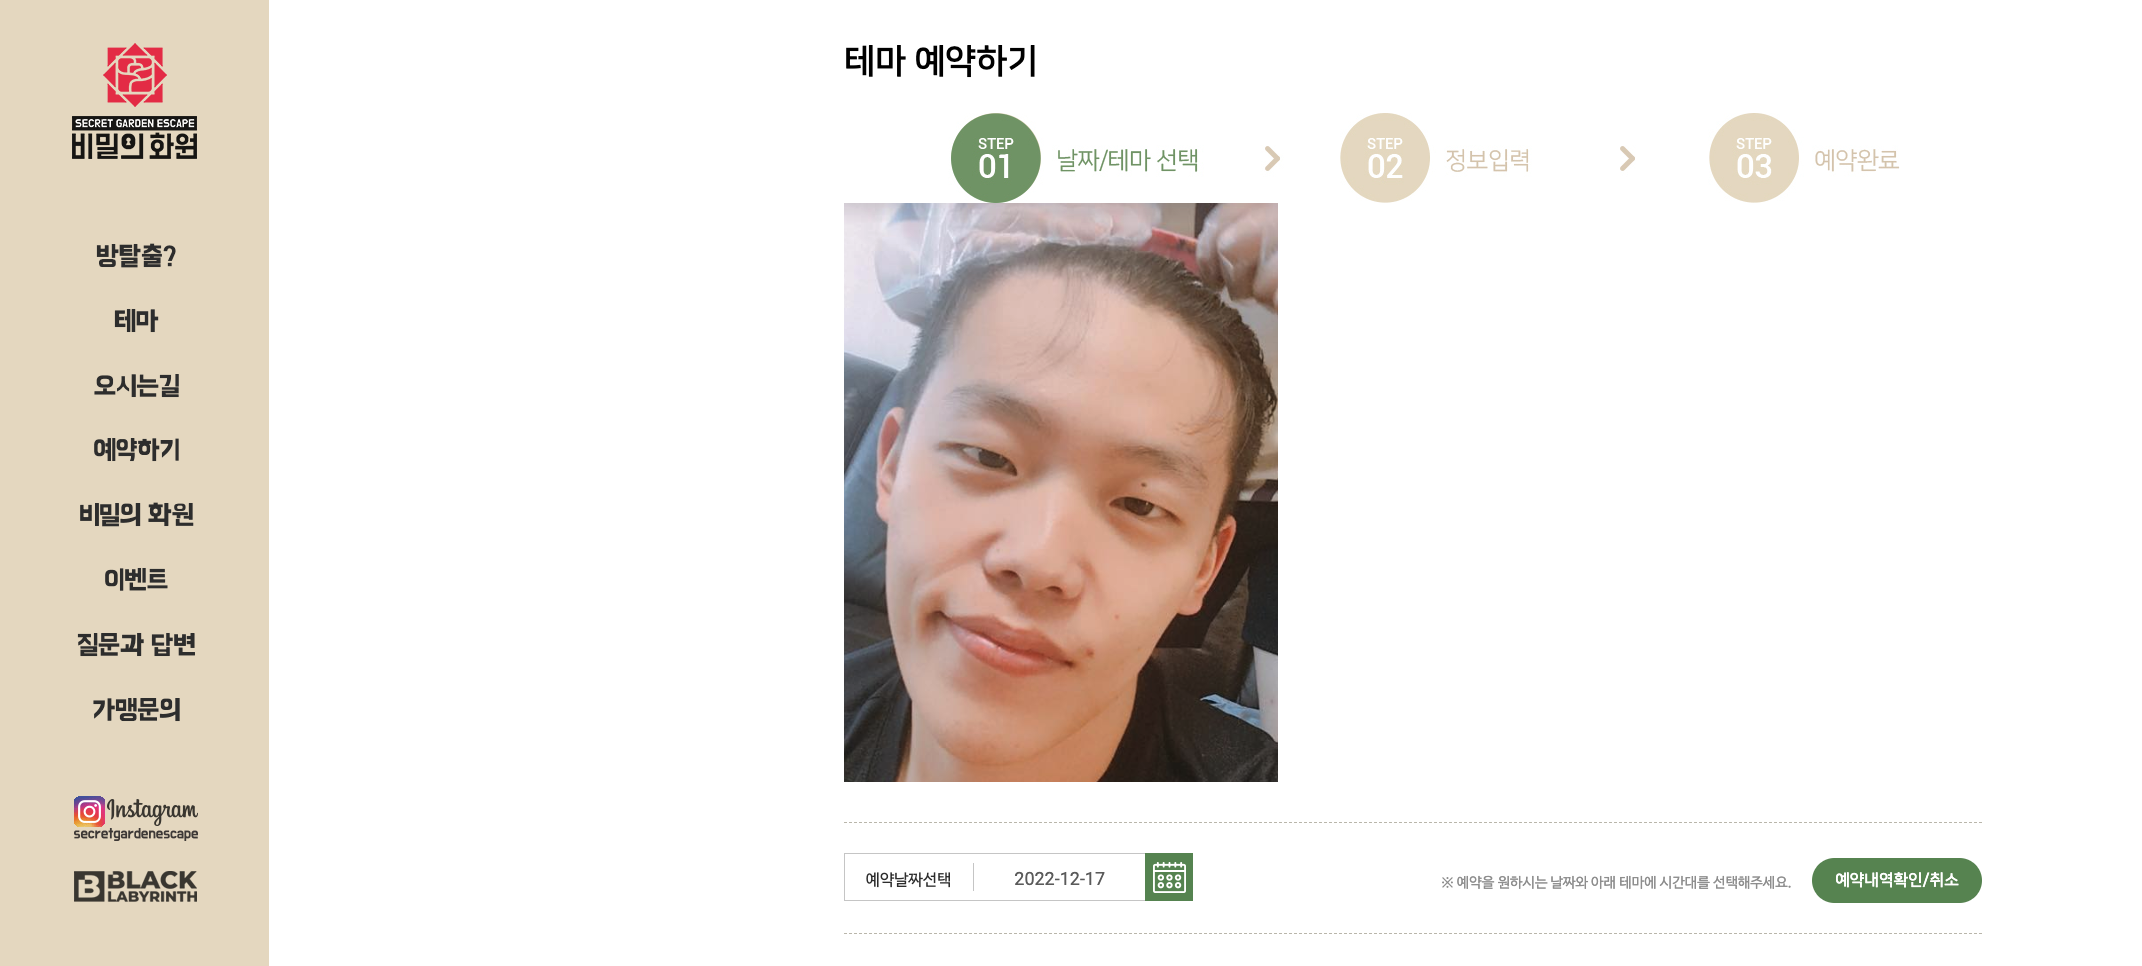 SECRET GARDEN ESCAPE
비밀의 화원
방탈출?
테마
오시는길
예약하기
비밀의 화원
이벤트
질문과 답변
가맹문의
Instagram
secretgardenescape
B BLACK
LABYRINTH
테마 예약하기
STEP
01
날짜/테마 선택
STEP
02
정보입력
STEP
03
예약완료
예약날짜선택
2022-12-17
※ 예약을 원하시는 날짜와 아래 테마에 시간대를 선택해주세요.
예약내역확인/취소